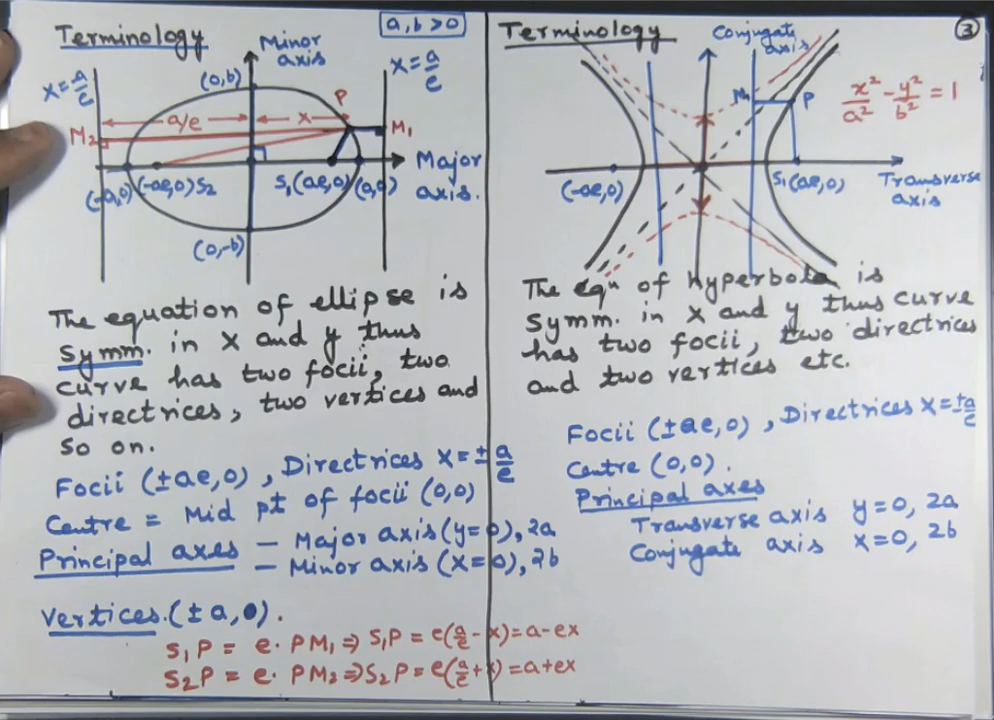 Terminology
a,b>0
Minor axis
x=-a/e
(0,b)
x=a/e
P
M2
a/e
x
M1
Major axis.
(-a,0)
(-ae,0)
S2
S1(ae,0)
(a,0)
(0,-b)
The equation of ellipse is
symm. in x and y thus
curve has two focii, two
directrices, two vertices and
so on.
Focii (±ae,0), Directrices x=±a/e
Centre = Mid pt of focii (0,0)
Principal axes - Major axis (y=0), 2a
- Minor axis (x=0), 2b
Vertices.(±a,0).
S1P = e. PM1 ⇒ S1P = e(a/e-x)=a-ex
S2P = e. PM2 ⇒ S2P = e(a/e+x)=a+ex
Terminology
Conjugate axis
3
M
P
x²/a² - y²/b² = 1
(-ae,0)
S1(ae,0)
Transverse axis
The eqn of hyperbola is
symm. in x and y thus curve
has two focii, two directrices
and two vertices etc.
Focii (±ae,0), Directrices x=±a/e
Centre (0,0).
Principal axes
Transverse axis y=0, 2a
Conjugate axis x=0, 2b